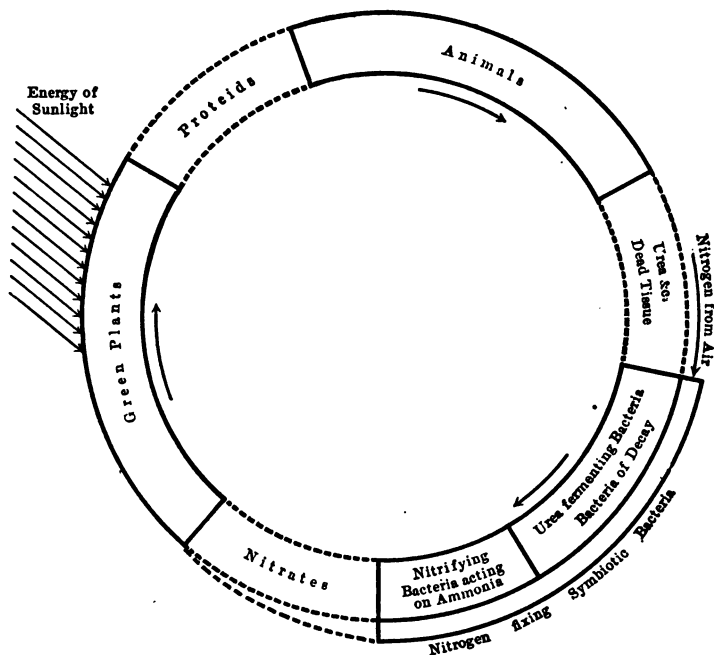 Energy of
Sunlight
Proteids
Animals
Urea &c.
Dead Tissue
Nitrogen from Air
Urea fermenting Bacteria
Bacteria of Decay
Nitrifying
Bacteria acting
on Ammonia
Nitrogen fixing Symbiotic Bacteria
Nitrates
Green Plants